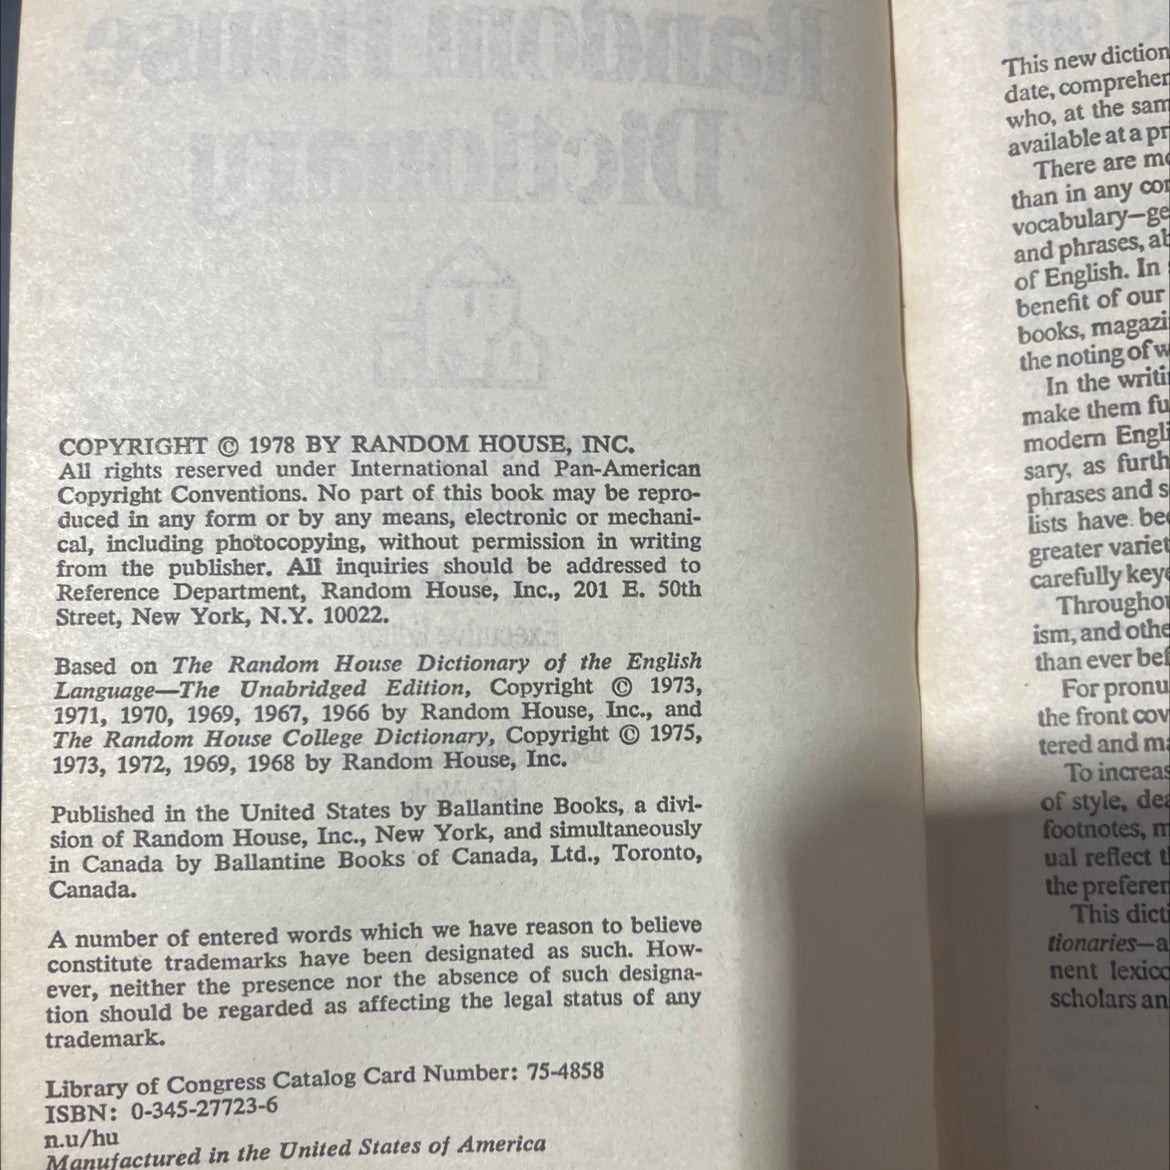 COPYRIGHT © 1978 BY RANDOM HOUSE, INC.
All rights reserved under International and Pan-American
Copyright Conventions. No part of this book may be repro-
duced in any form or by any means, electronic or mechani-
cal, including photocopying, without permission in writing
from the publisher. All inquiries should be addressed to
Reference Department, Random House, Inc., 201 E. 50th
Street, New York, N.Y. 10022.
Based on The Random House Dictionary of the English
Language—The Unabridged Edition, Copyright © 1973,
1971, 1970, 1969, 1967, 1966 by Random House, Inc., and
The Random House College Dictionary, Copyright © 1975,
1973, 1972, 1969, 1968 by Random House, Inc.
Published in the United States by Ballantine Books, a divi-
sion of Random House, Inc., New York, and simultaneously
in Canada by Ballantine Books of Canada, Ltd., Toronto,
Canada.
A number of entered words which we have reason to believe
constitute trademarks have been designated as such. How-
ever, neither the presence nor the absence of such designa-
tion should be regarded as affecting the legal status of any
trademark.
Library of Congress Catalog Card Number: 75-4858
ISBN: 0-345-27723-6
n.u/hu
Manufactured in the United States of America
This new diction
date, comprehen
who, at the sam
available at a pr
There are mo
than in any con
vocabulary—ge
and phrases, ab
of English. In
benefit of our
books, magazi
the noting of w
In the writi
make them fu
modern Engli
sary, as furth
phrases and s
lists have bee
greater variet
carefully keye
Throughou
ism, and othe
than ever bef
For pronu
the front cov
tered and ma
To increas
of style, dea
footnotes, m
ual reflect t
the preferen
This dicti
tionaries—a
nent lexico
scholars an